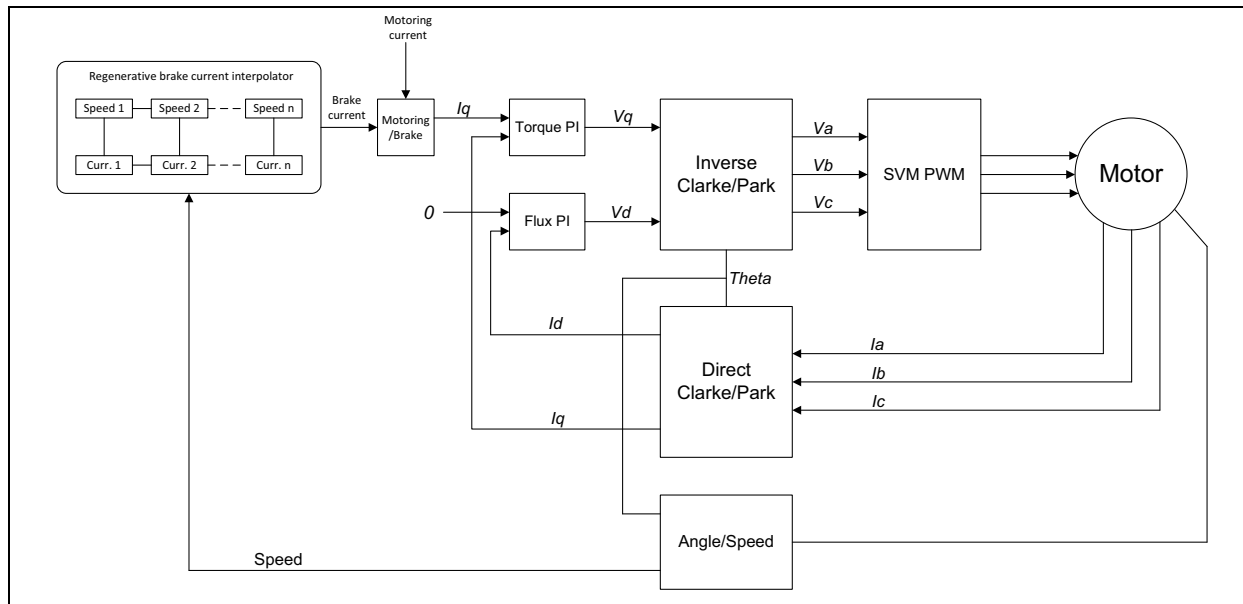 Motoring
current
Regenerative brake current interpolator
Speed 1
Speed 2
Speed n
Curr. 1
Curr. 2
Curr. n
Brake
current
Motoring
/Brake
Iq
Torque PI
Vq
0
Flux PI
Vd
Inverse
Clarke/Park
Va
Vb
Vc
SVM PWM
Motor
Theta
Id
Iq
Direct
Clarke/Park
Ia
Ib
Ic
Angle/Speed
Speed